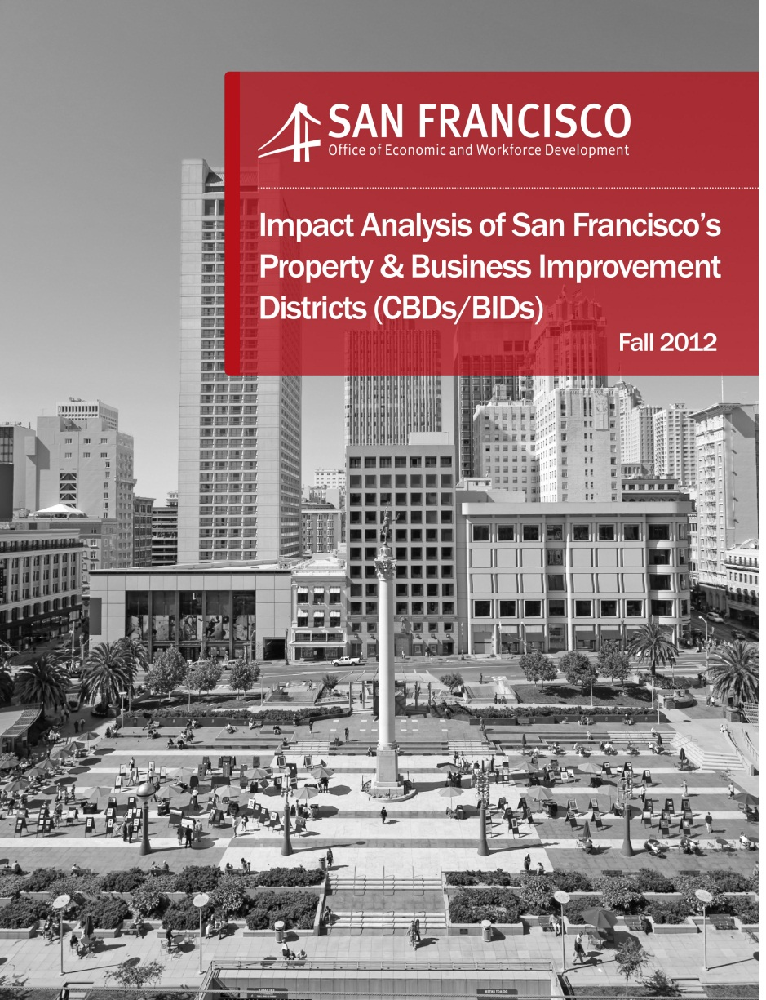 SAN FRANCISCO
Office of Economic and Workforce Development
Impact Analysis of San Francisco's
Property & Business Improvement
Districts (CBDs/BIDs)
Fall 2012